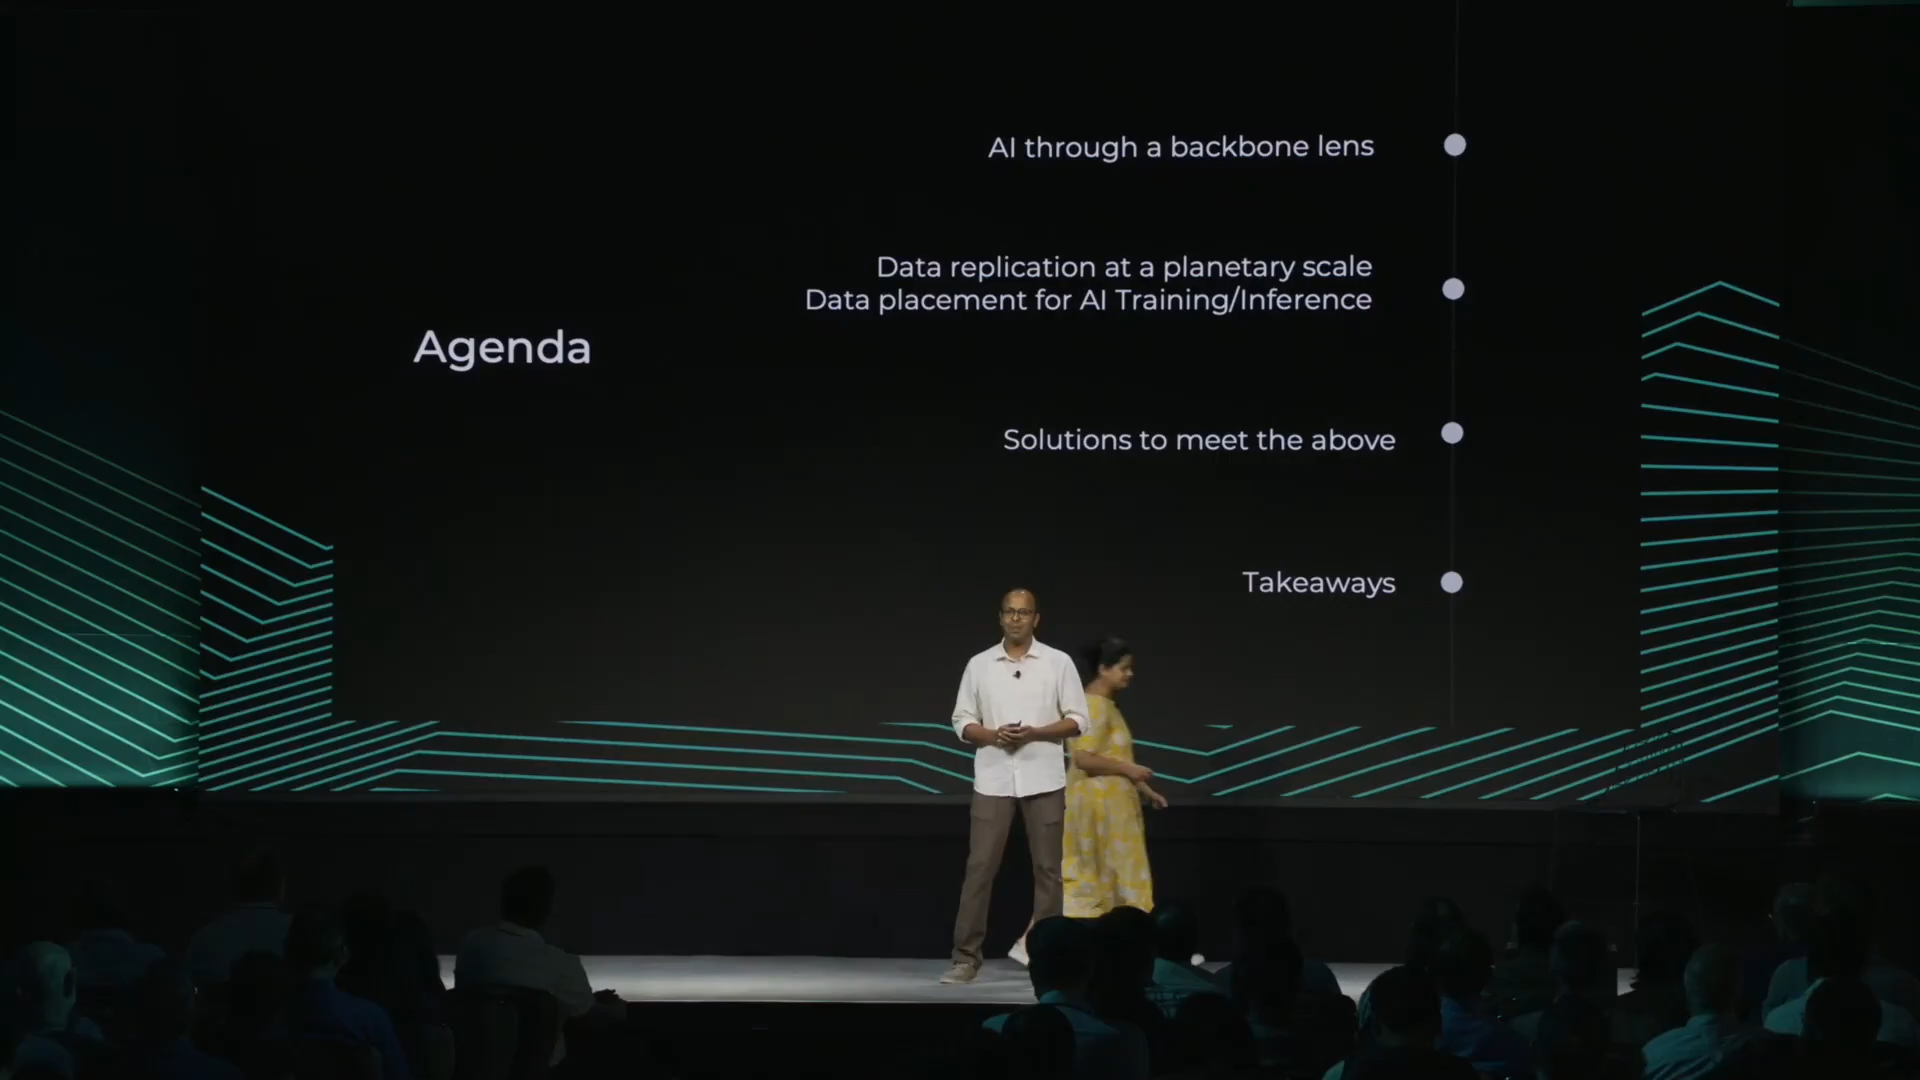 Agenda
AI through a backbone lens
Data replication at a planetary scale
Data placement for AI Training/Inference
Solutions to meet the above
Takeaways